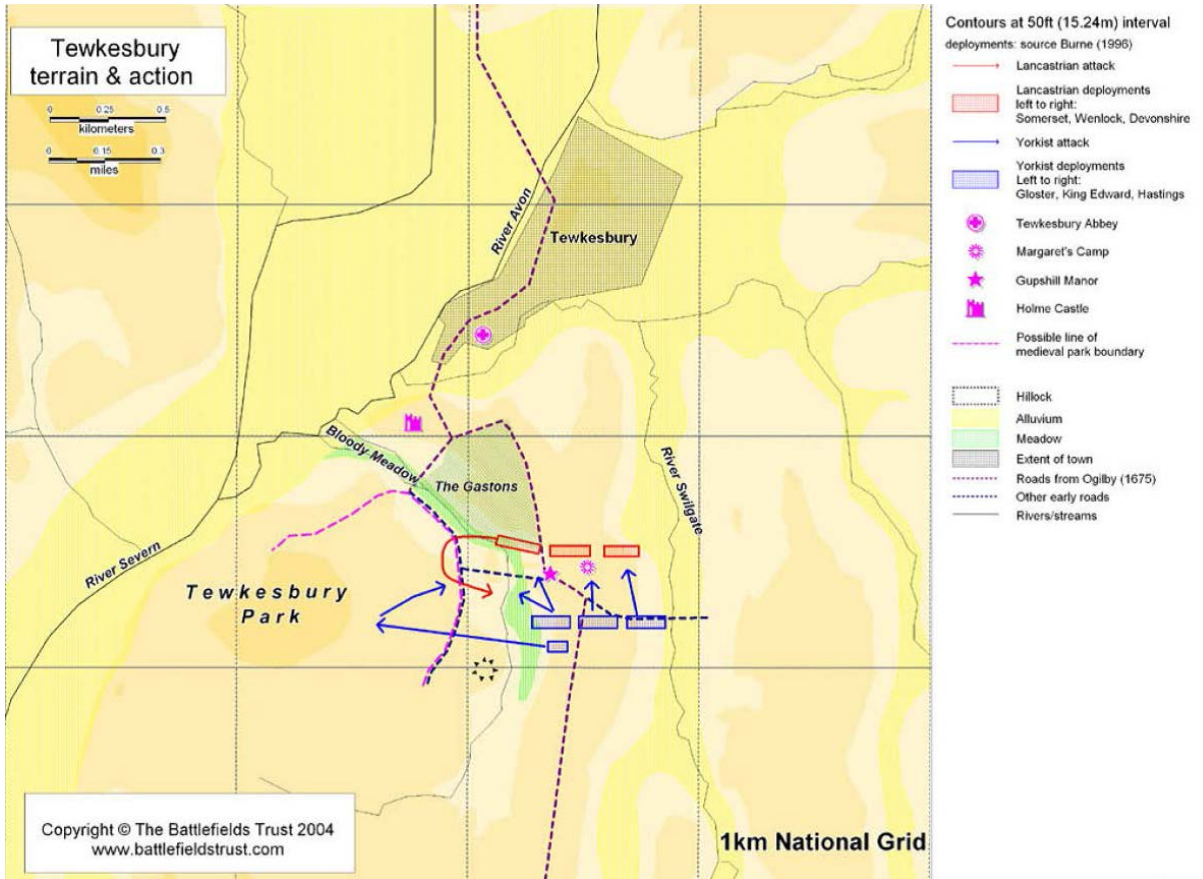 Tewkesbury
terrain & action
0 0.25 0.5
kilometers
0 0.15 0.3
miles
River Avon
Tewkesbury
Bloody Meadow
The Gastons
River Swilgate
River Severn
Tewkesbury
Park
Copyright © The Battlefields Trust 2004
www.battlefieldstrust.com
1km National Grid
Contours at 50ft (15.24m) interval
deployments: source Burne (1996)
Lancastrian attack
Lancastrian deployments
left to right:
Somerset, Wenlock, Devonshire
Yorkist attack
Yorkist deployments
Left to right:
Gloster, King Edward, Hastings
Tewkesbury Abbey
Margaret's Camp
Gupshill Manor
Holme Castle
Possible line of
medieval park boundary
Hillock
Alluvium
Meadow
Extent of town
Roads from Ogilby (1675)
Other early roads
Rivers/streams